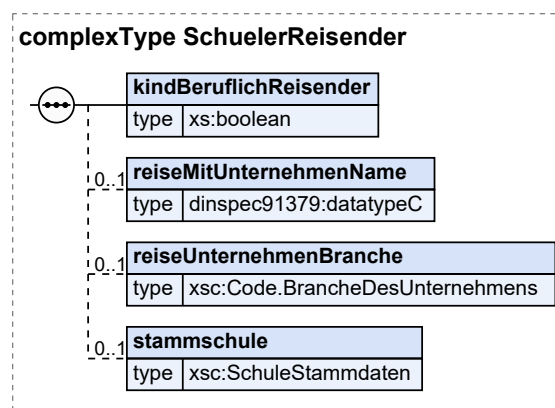 complexType SchuelerReisender
kindBeruflichReisender
type xs:boolean
0..1 reiseMitUnternehmenName
type dinspec91379:datatypeC
0..1 reiseUnternehmenBranche
type xsc:Code.BrancheDesUnternehmens
0..1 stammschule
type xsc:SchuleStammdaten